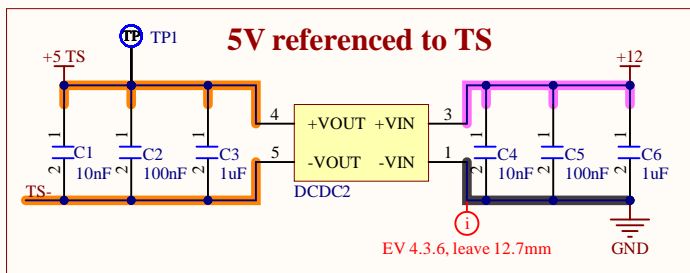 5V referenced to TS
TP TP1
+5 TS
+12
4 +VOUT +VIN 3
5 -VOUT -VIN 1
DCDC2
1 2 C1 10nF
1 2 C2 100nF
1 2 C3 1uF
1 2 C4 10nF
1 2 C5 100nF
1 2 C6 1uF
TS-
i
EV 4.3.6, leave 12.7mm
GND